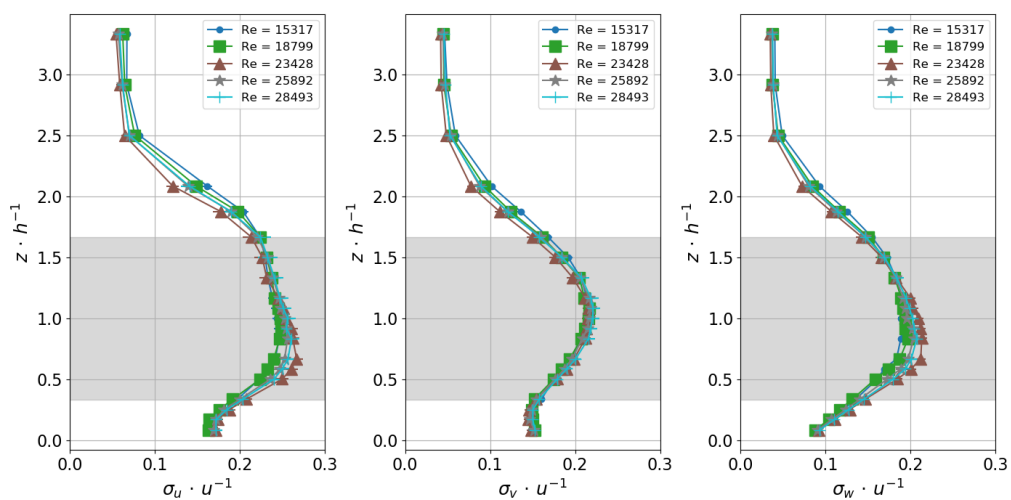 Re = 15317
Re = 18799
Re = 23428
Re = 25892
Re = 28493
3.0
2.5
2.0
1.5
1.0
0.5
0.0
z · h⁻¹
0.0 0.1 0.2 0.3
σᵤ · u⁻¹
Re = 15317
Re = 18799
Re = 23428
Re = 25892
Re = 28493
3.0
2.5
2.0
1.5
1.0
0.5
0.0
z · h⁻¹
0.0 0.1 0.2 0.3
σᵥ · u⁻¹
Re = 15317
Re = 18799
Re = 23428
Re = 25892
Re = 28493
3.0
2.5
2.0
1.5
1.0
0.5
0.0
z · h⁻¹
0.0 0.1 0.2 0.3
σ_w · u⁻¹